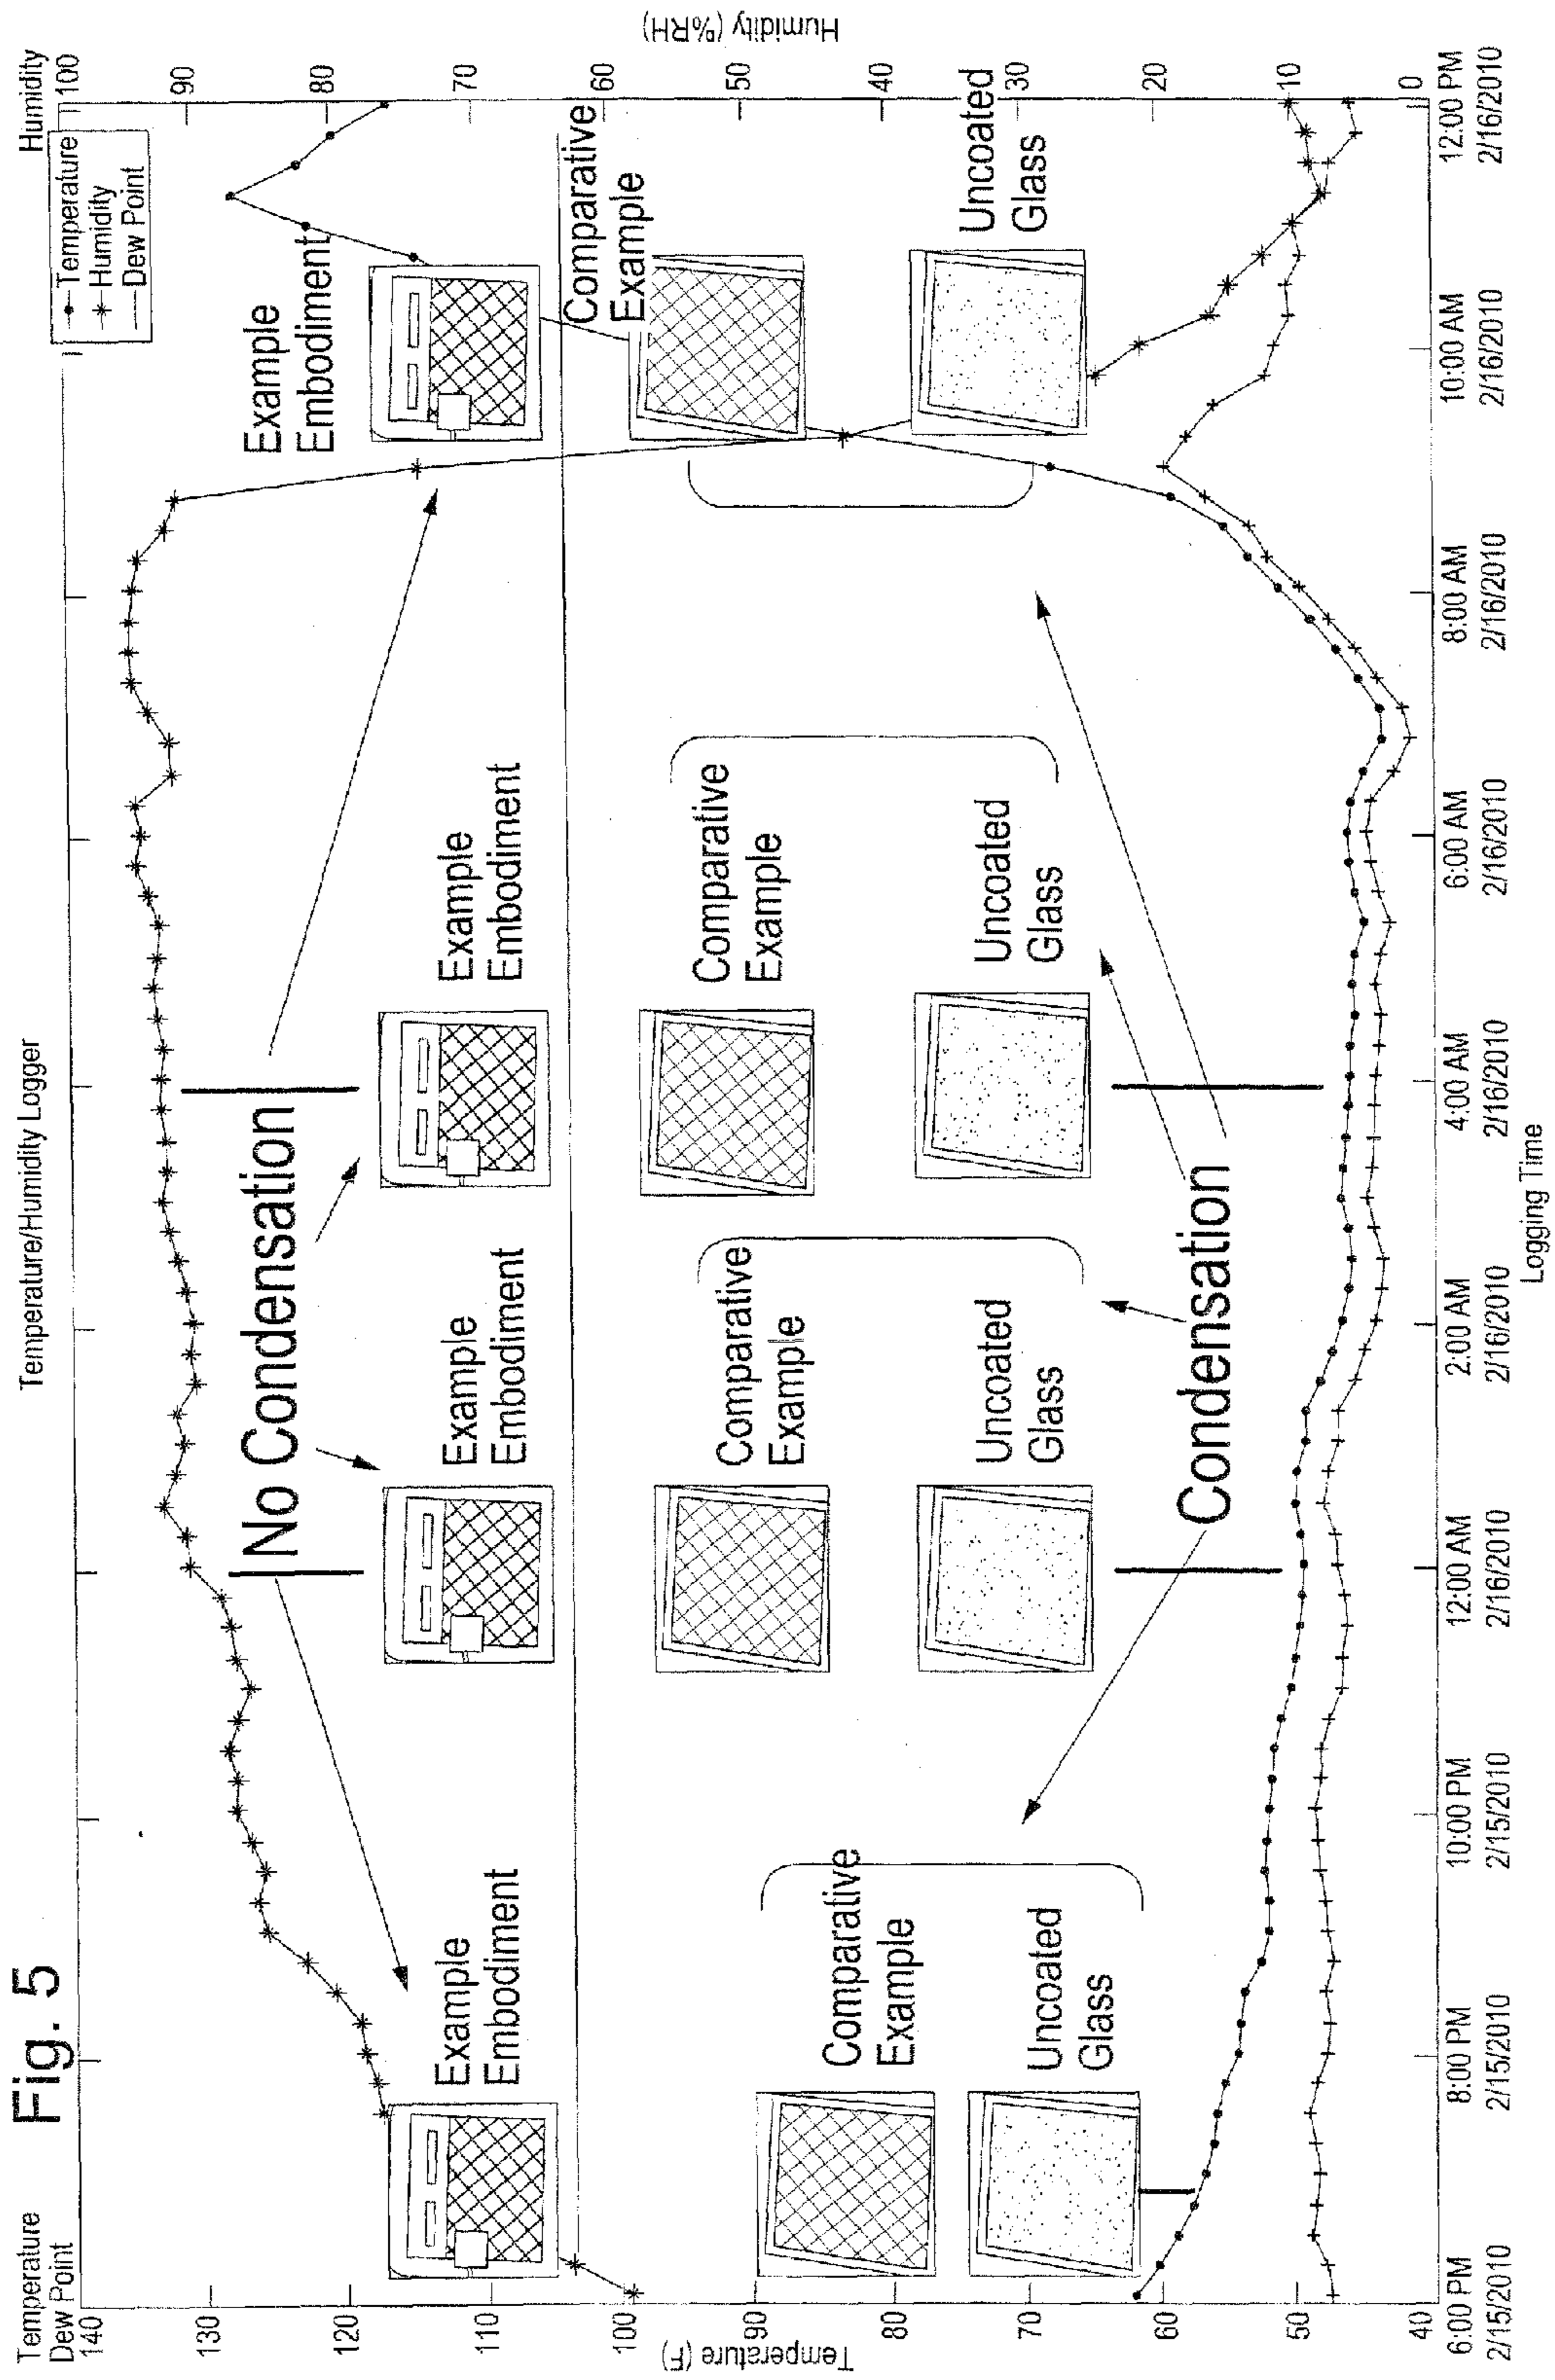 Fig. 5
Temperature/Humidity Logger
Temperature
Dew Point
Humidity
Temperature
Humidity
Dew Point
140
130
120
110
100
90
80
70
60
50
40
Temperature (F)
100
90
80
70
60
50
40
30
20
10
0
Humidity (%RH)
No Condensation
Example
Embodiment
Example
Embodiment
Example
Embodiment
Example
Embodiment
Comparative
Example
Comparative
Example
Comparative
Example
Comparative
Example
Uncoated
Glass
Uncoated
Glass
Uncoated
Glass
Uncoated
Glass
Condensation
6:00 PM
2/15/2010
8:00 PM
2/15/2010
10:00 PM
2/15/2010
12:00 AM
2/16/2010
2:00 AM
2/16/2010
4:00 AM
2/16/2010
6:00 AM
2/16/2010
8:00 AM
2/16/2010
10:00 AM
2/16/2010
12:00 PM
2/16/2010
Logging Time